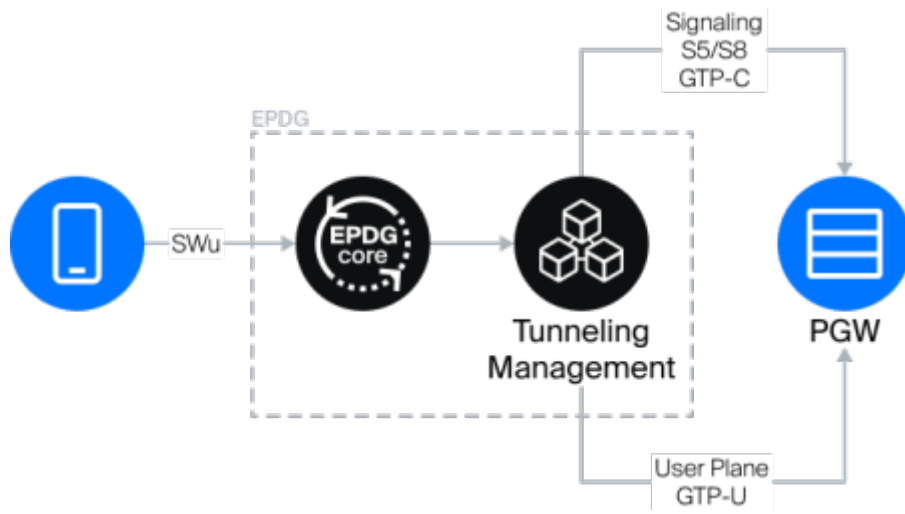 Signaling
S5/S8
GTP-C
EPDG
SWu
EPDG
core
Tunneling
Management
PGW
User Plane
GTP-U